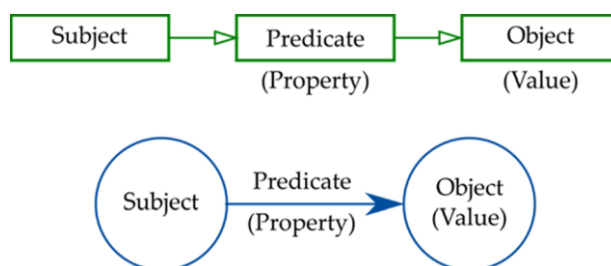 Subject
Predicate
Object
(Property)
(Value)
Predicate
Subject
Object
(Property)
(Value)